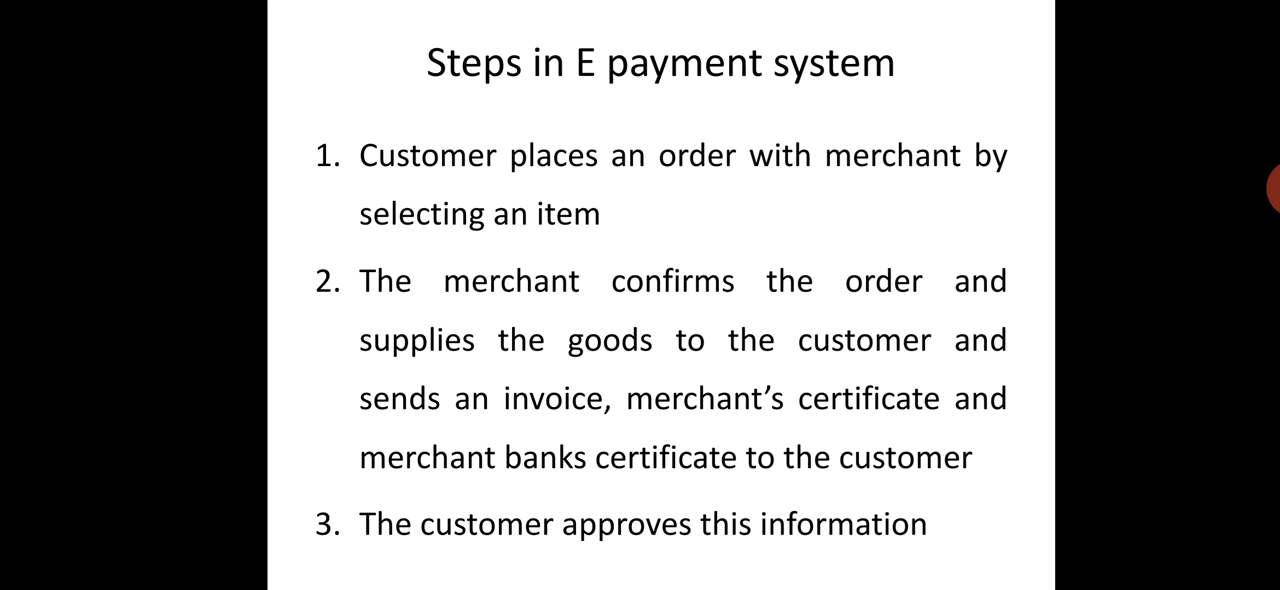 Steps in E payment system
1. Customer places an order with merchant by
selecting an item
2. The merchant confirms the order and
supplies the goods to the customer and
sends an invoice, merchant’s certificate and
merchant banks certificate to the customer
3. The customer approves this information